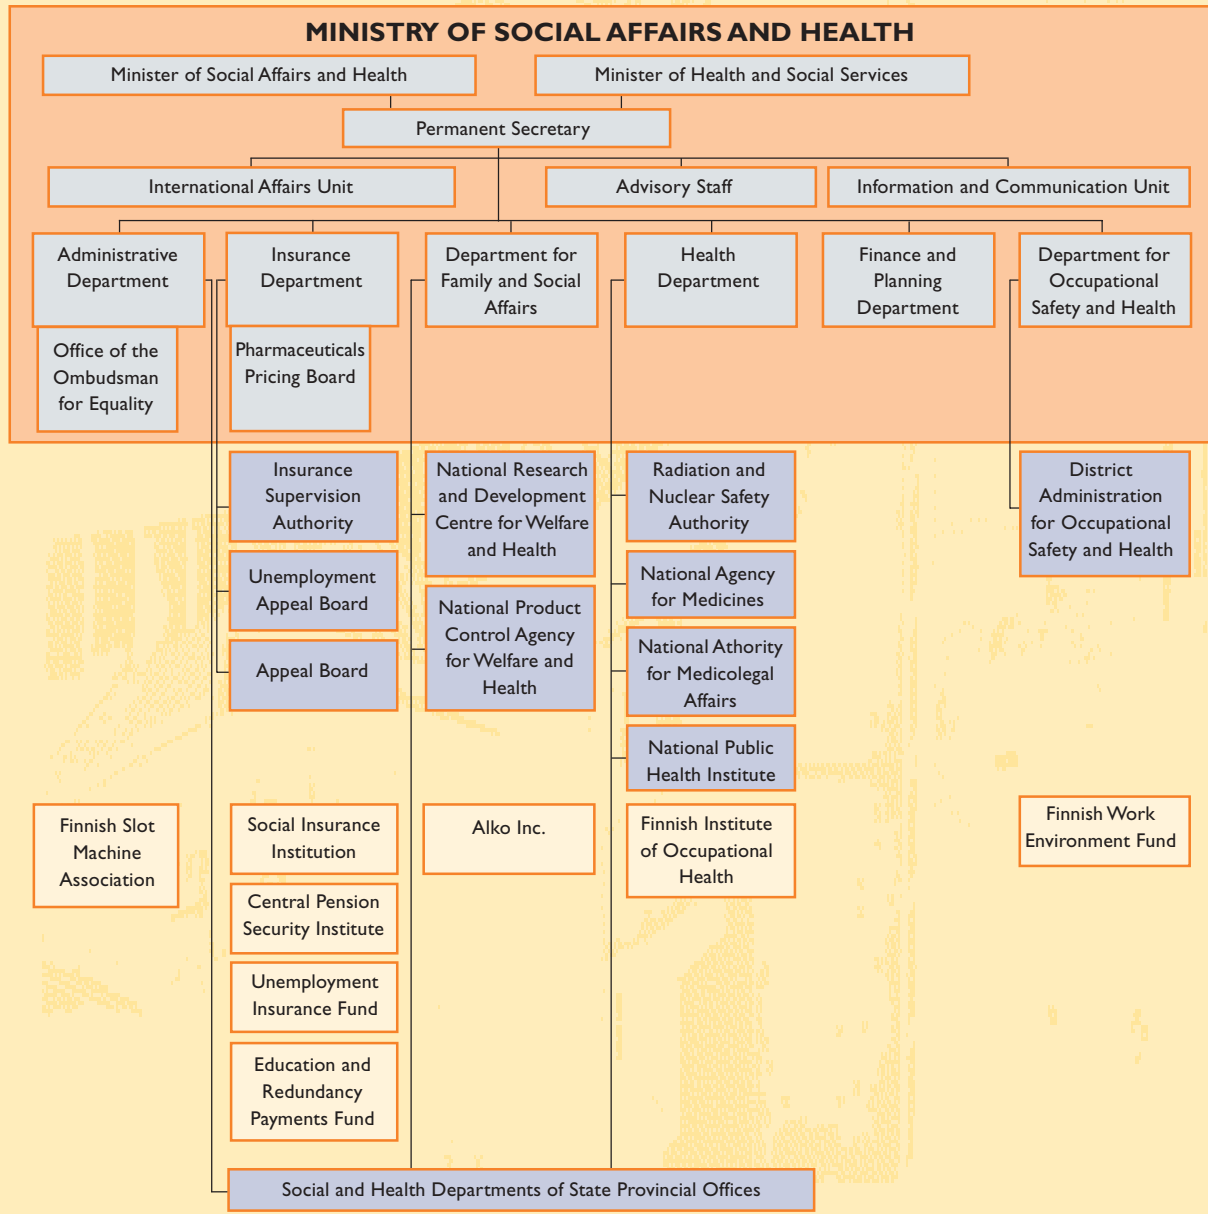 MINISTRY OF SOCIAL AFFAIRS AND HEALTH
Minister of Social Affairs and Health
Minister of Health and Social Services
Permanent Secretary
International Affairs Unit
Advisory Staff
Information and Communication Unit
Administrative
Department
Insurance
Department
Department for
Family and Social
Affairs
Health
Department
Finance and
Planning
Department
Department for
Occupational
Safety and Health
Office of the
Ombudsman
for Equality
Pharmaceuticals
Pricing Board
Insurance
Supervision
Authority
National Research
and Development
Centre for Welfare
and Health
Radiation and
Nuclear Safety
Authority
District
Administration
for Occupational
Safety and Health
Unemployment
Appeal Board
National Product
Control Agency
for Welfare and
Health
National Agency
for Medicines
Appeal Board
National Athority
for Medicolegal
Affairs
National Public
Health Institute
Finnish Slot
Machine
Association
Social Insurance
Institution
Alko Inc.
Finnish Institute
of Occupational
Health
Finnish Work
Environment Fund
Central Pension
Security Institute
Unemployment
Insurance Fund
Education and
Redundancy
Payments Fund
Social and Health Departments of State Provincial Offices